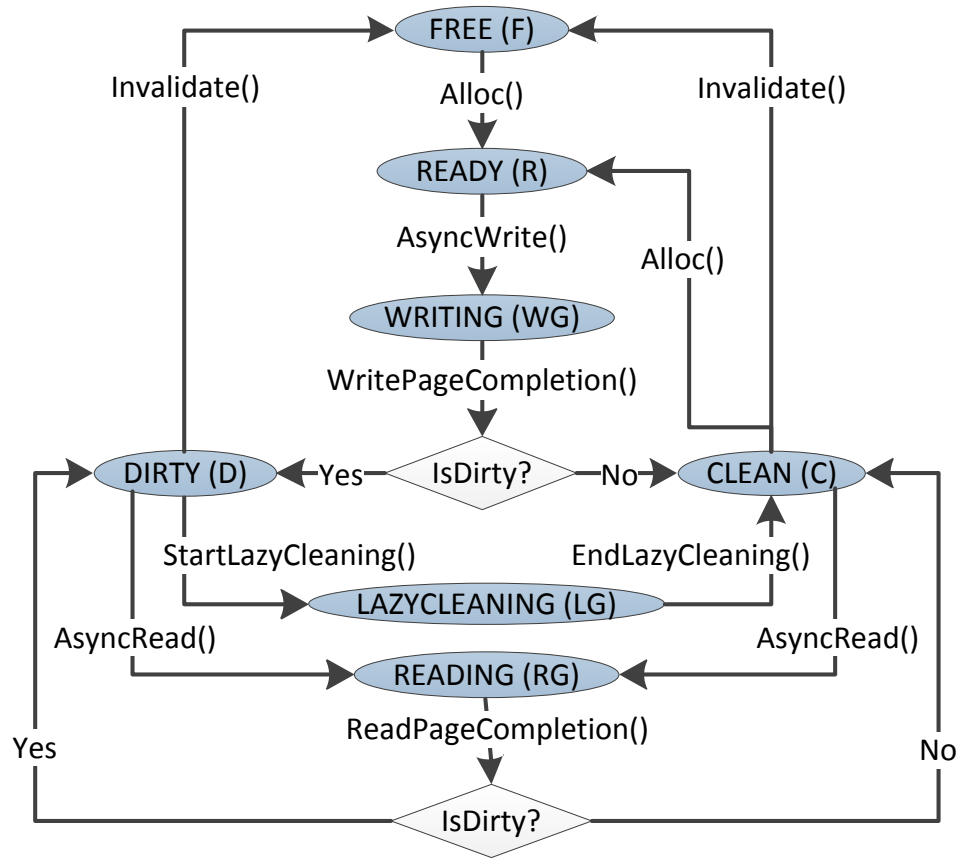 FREE (F)
Invalidate()
Invalidate()
Alloc()
READY (R)
AsyncWrite()
Alloc()
WRITING (WG)
WritePageCompletion()
DIRTY (D)
Yes
IsDirty?
No
CLEAN (C)
StartLazyCleaning()
EndLazyCleaning()
LAZYCLEANING (LG)
AsyncRead()
AsyncRead()
READING (RG)
ReadPageCompletion()
Yes
No
IsDirty?